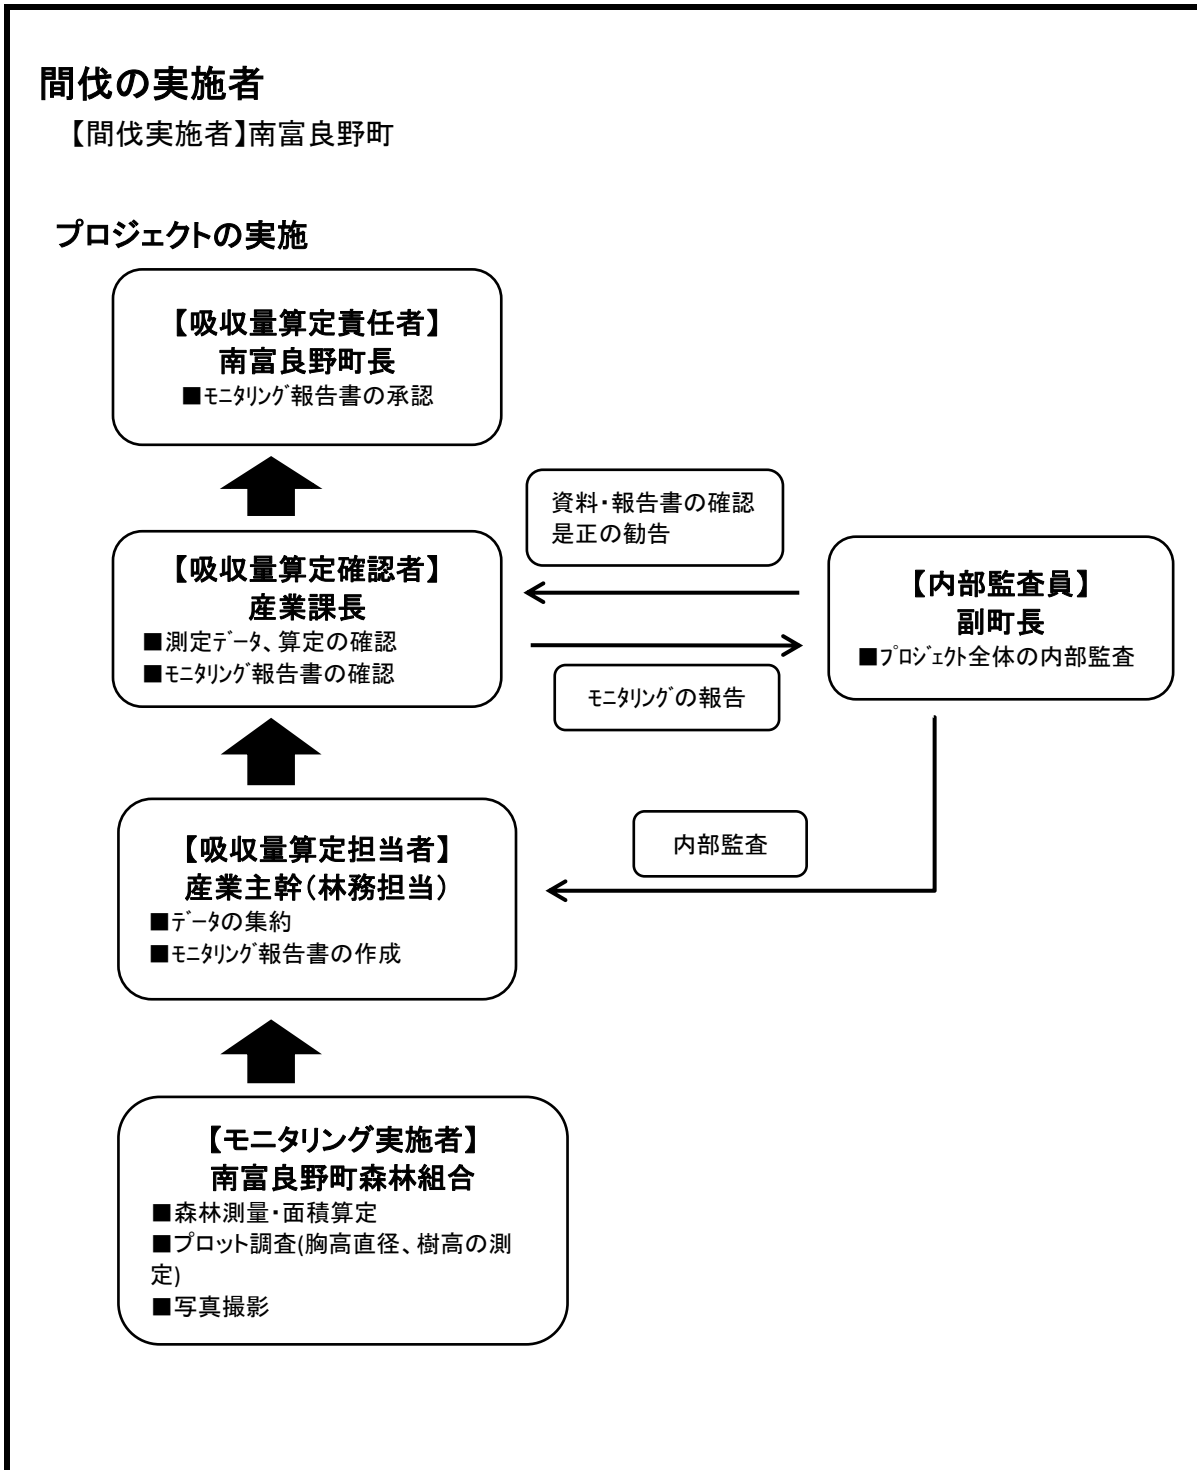 間伐の実施者
【間伐実施者】南富良野町
プロジェクトの実施
【吸収量算定責任者】
南富良野町長
■ﾓﾆﾀﾘﾝｸﾞ報告書の承認
資料・報告書の確認
是正の勧告
【吸収量算定確認者】
産業課長
■測定ﾃﾞｰﾀ、算定の確認
■ﾓﾆﾀﾘﾝｸﾞ報告書の確認
【内部監査員】
副町長
■ﾌﾟﾛｼﾞｪｸﾄ全体の内部監査
ﾓﾆﾀﾘﾝｸﾞの報告
【吸収量算定担当者】
産業主幹（林務担当）
■ﾃﾞｰﾀの集約
■ﾓﾆﾀﾘﾝｸﾞ報告書の作成
内部監査
【モニタリング実施者】
南富良野町森林組合
■森林測量・面積算定
■プロット調査(胸高直径、樹高の測
定)
■写真撮影